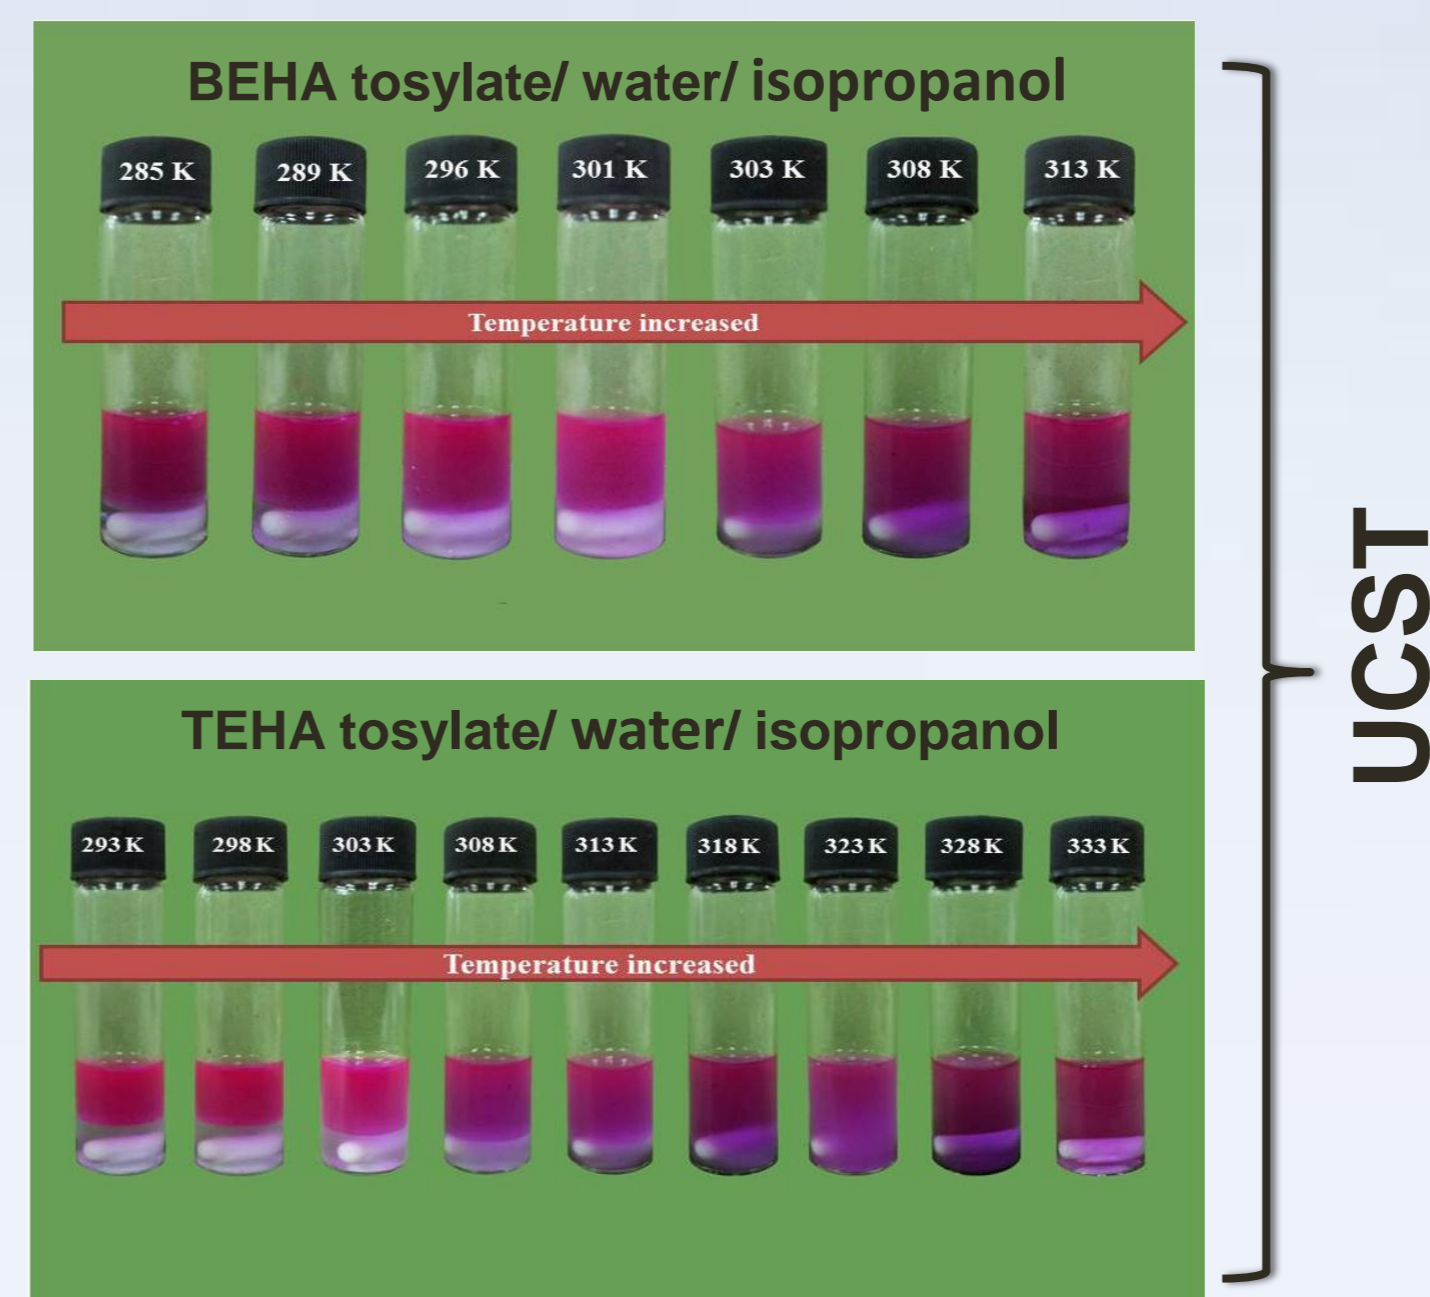 BEHA tosylate/ water/ isopropanol
285 K 289 K 296 K 301 K 303 K 308 K 313 K
Temperature increased
TEHA tosylate/ water/ isopropanol
293 K 298 K 303 K 308 K 313 K 318 K 323 K 328 K 333 K
Temperature increased
UCST